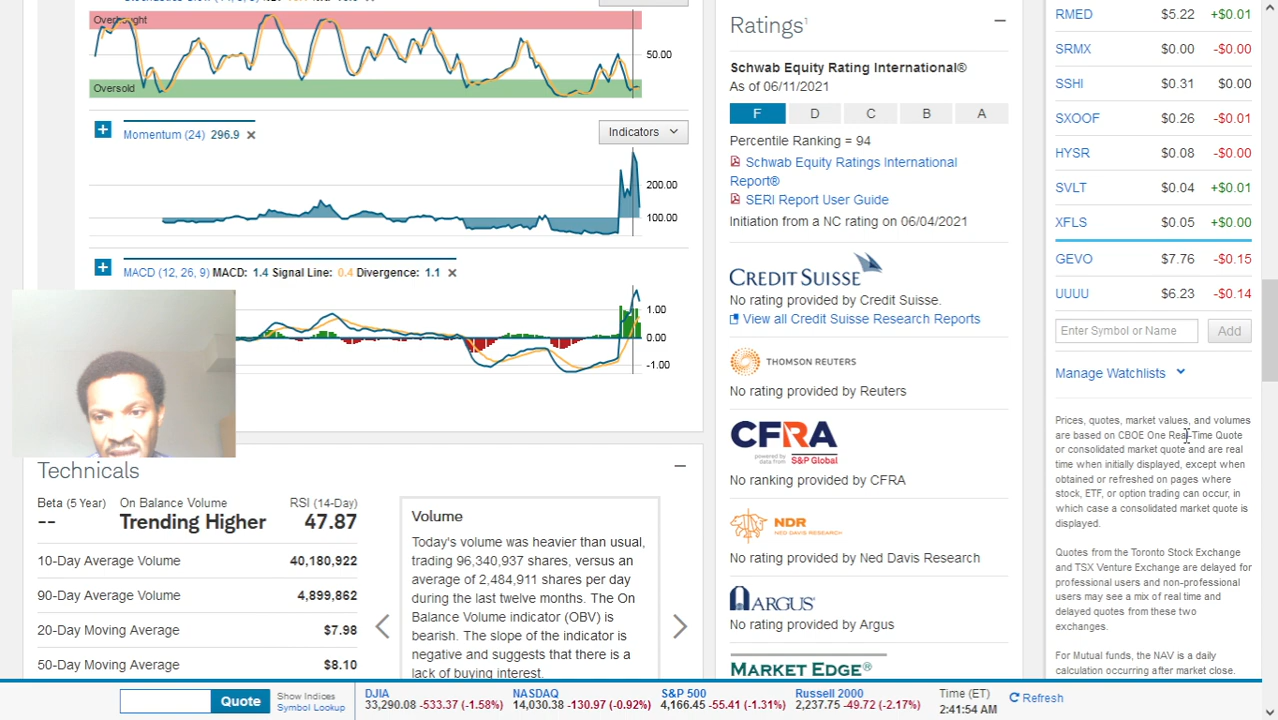 Overbought
50.00
Oversold
Momentum (24) 296.9
Indicators
200.00
100.00
MACD (12, 26, 9) MACD: 1.4 Signal Line: 0.4 Divergence: 1.1
1.00
0.00
-1.00
Technicals
Beta (5 Year) On Balance Volume RSI (14-Day)
-- Trending Higher 47.87
10-Day Average Volume 40,180,922
90-Day Average Volume 4,899,862
20-Day Moving Average $7.98
50-Day Moving Average $8.10
Volume
Today's volume was heavier than usual,
trading 96,340,937 shares, versus an
average of 2,484,911 shares per day
during the last twelve months. The On
Balance Volume indicator (OBV) is
bearish. The slope of the indicator is
negative and suggests that there is a
lack of buying interest.
Ratings¹
Schwab Equity Rating International®
As of 06/11/2021
F D C B A
Percentile Ranking = 94
Schwab Equity Ratings International
Report®
SERI Report User Guide
Initiation from a NC rating on 06/04/2021
CREDIT SUISSE
No rating provided by Credit Suisse.
View all Credit Suisse Research Reports
THOMSON REUTERS
No rating provided by Reuters
CFRA
powered by
data from S&P Global
No ranking provided by CFRA
NDR
NED DAVIS RESEARCH
No rating provided by Ned Davis Research
ARGUS
No rating provided by Argus
MARKET EDGE®
RMED $5.22 +$0.01
SRMX $0.00 -$0.00
SSHI $0.31 $0.00
SXOOF $0.26 -$0.01
HYSR $0.08 -$0.00
SVLT $0.04 +$0.01
XFLS $0.05 +$0.00
GEVO $7.76 -$0.15
UUUU $6.23 -$0.14
Enter Symbol or Name Add
Manage Watchlists
Prices, quotes, market values, and volumes
are based on CBOE One Real-Time Quote
or consolidated market quote and are real
time when initially displayed, except when
obtained or refreshed on pages where
stock, ETF, or option trading can occur, in
which case a consolidated market quote is
displayed.
Quotes from the Toronto Stock Exchange
and TSX Venture Exchange are delayed for
professional users and non-professional
users may see a mix of real time and
delayed quotes from these two
exchanges.
For Mutual funds, the NAV is a daily
calculation occurring after market close.
Quote
Show Indices
Symbol Lookup
DJIA
33,290.08 -533.37 (-1.58%)
NASDAQ
14,030.38 -130.97 (-0.92%)
S&P 500
4,166.45 -55.41 (-1.31%)
Russell 2000
2,237.75 -49.72 (-2.17%)
Time (ET)
2:41:54 AM
Refresh